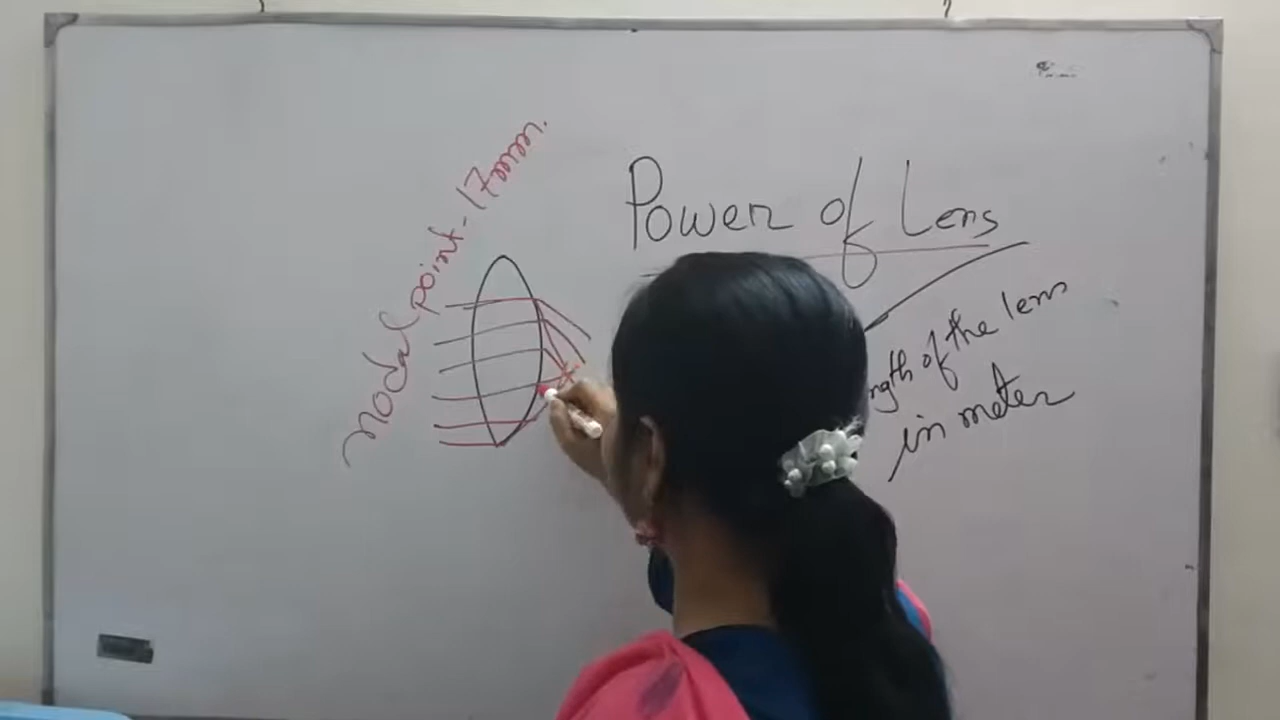 nodal point - 17mm.
Power of Lens
ngth of the lens
in meter